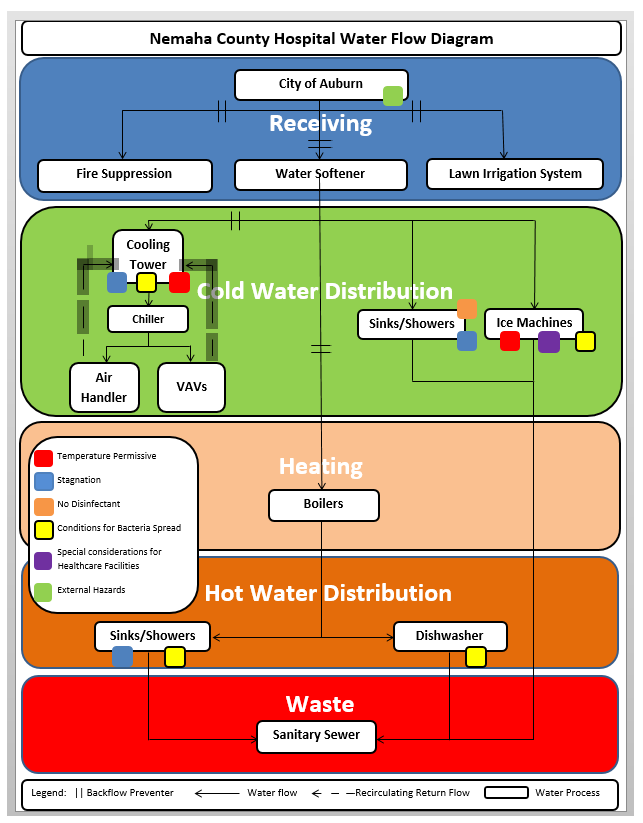 Nemaha County Hospital Water Flow Diagram
City of Auburn
Receiving
Fire Suppression
Water Softener
Lawn Irrigation System
Cooling
Tower
Cold Water Distribution
Chiller
Sinks/Showers
Ice Machines
Air
Handler
VAVs
Heating
Boilers
Temperature Permissive
Stagnation
No Disinfectant
Conditions for Bacteria Spread
Special considerations for
Healthcare Facilities
External Hazards
Hot Water Distribution
Sinks/Showers
Dishwasher
Waste
Sanitary Sewer
Legend: || Backflow Preventer Water flow Recirculating Return Flow Water Process